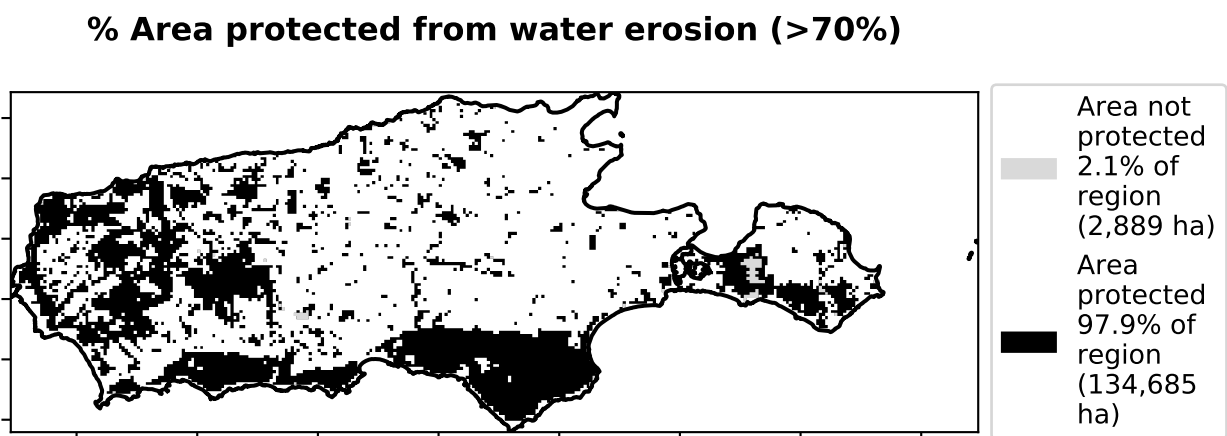 % Area protected from water erosion (>70%)
Area not
protected
2.1% of
region
(2,889 ha)
Area
protected
97.9% of
region
(134,685
ha)